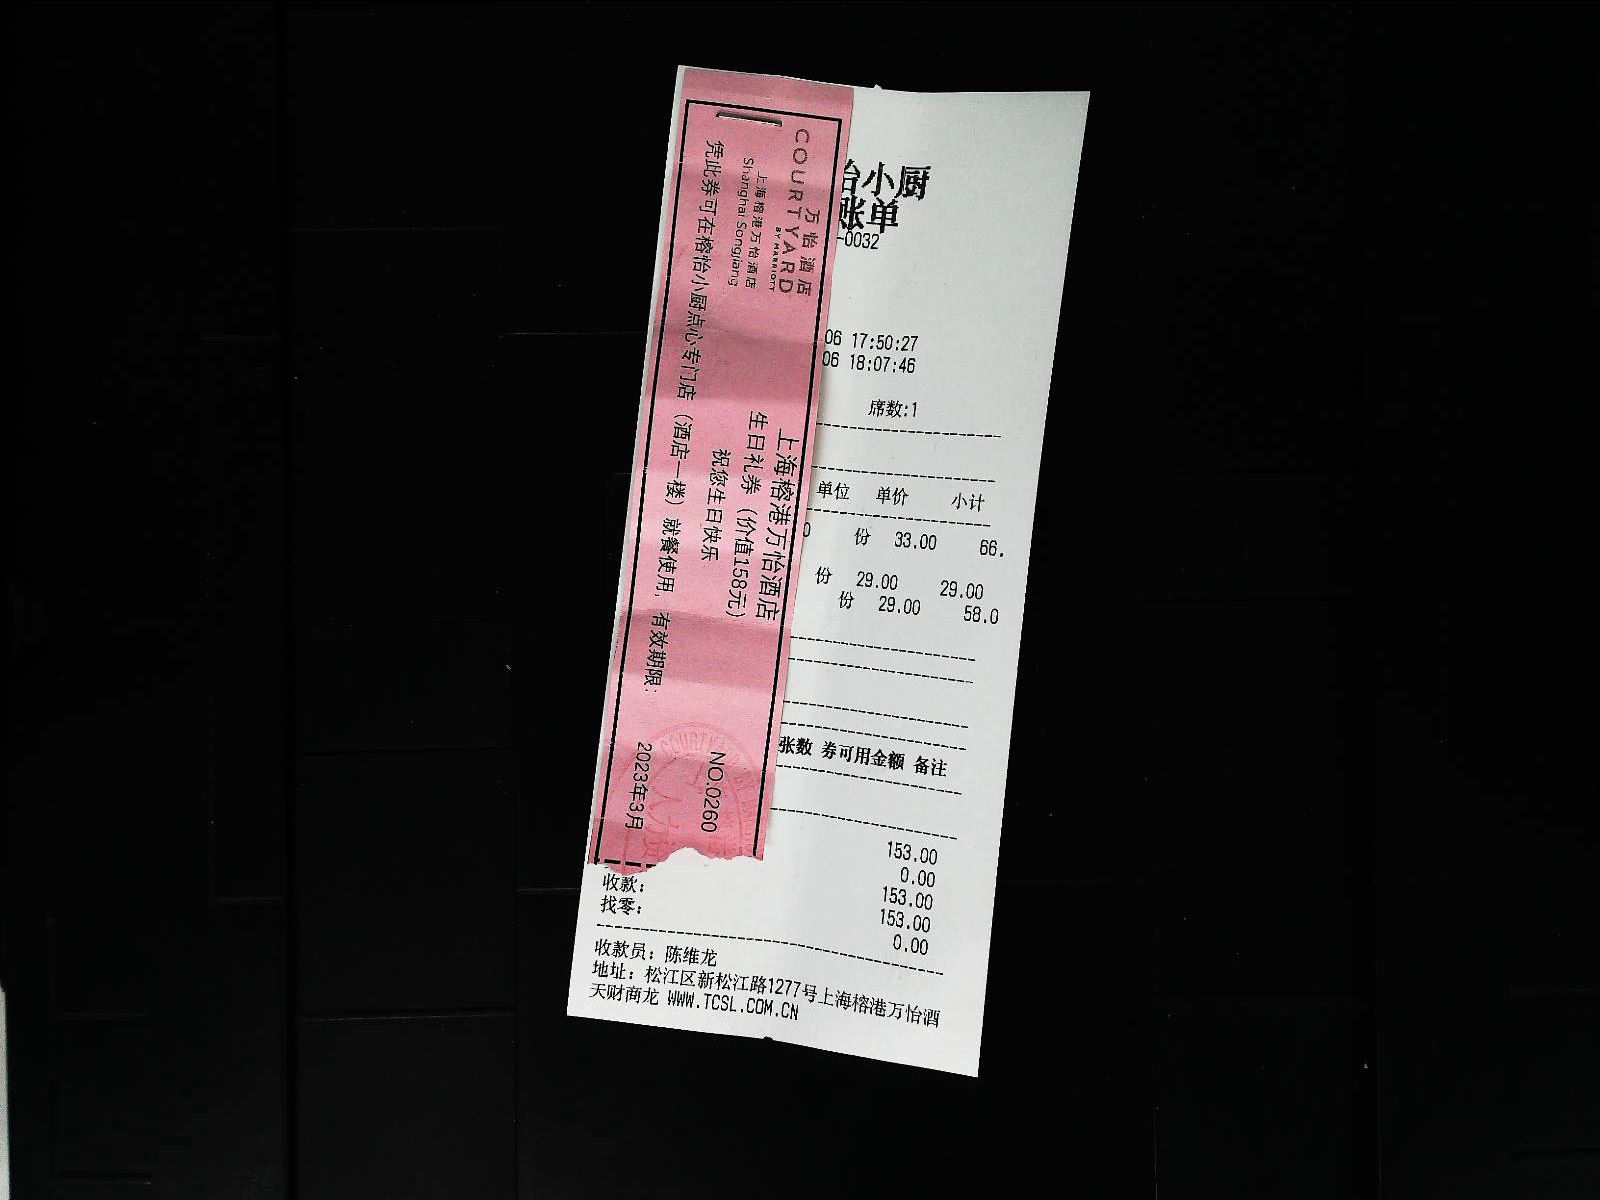 万怡酒店
COURTYARD
BY MARRIOTT
上海榕港万怡酒店
Shanghai Songjiang
上海榕港万怡酒店
生日礼券（价值158元）
祝您生日快乐
凭此券可在榕怡小厨点心专门店（酒店一楼）就餐使用，有效期限：
2023年3月
NO.0260
怡小厨
账单
-0032
06 17:50:27
06 18:07:46
席数:1
单位 单价 小计
0 份 33.00 66.
份 29.00 29.00
份 29.00 58.0
张数 券可用金额 备注
153.00
0.00
153.00
收款: 153.00
找零: 0.00
收款员: 陈维龙
地址: 松江区新松江路1277号上海榕港万怡酒
天财商龙 WWW.TCSL.COM.CN